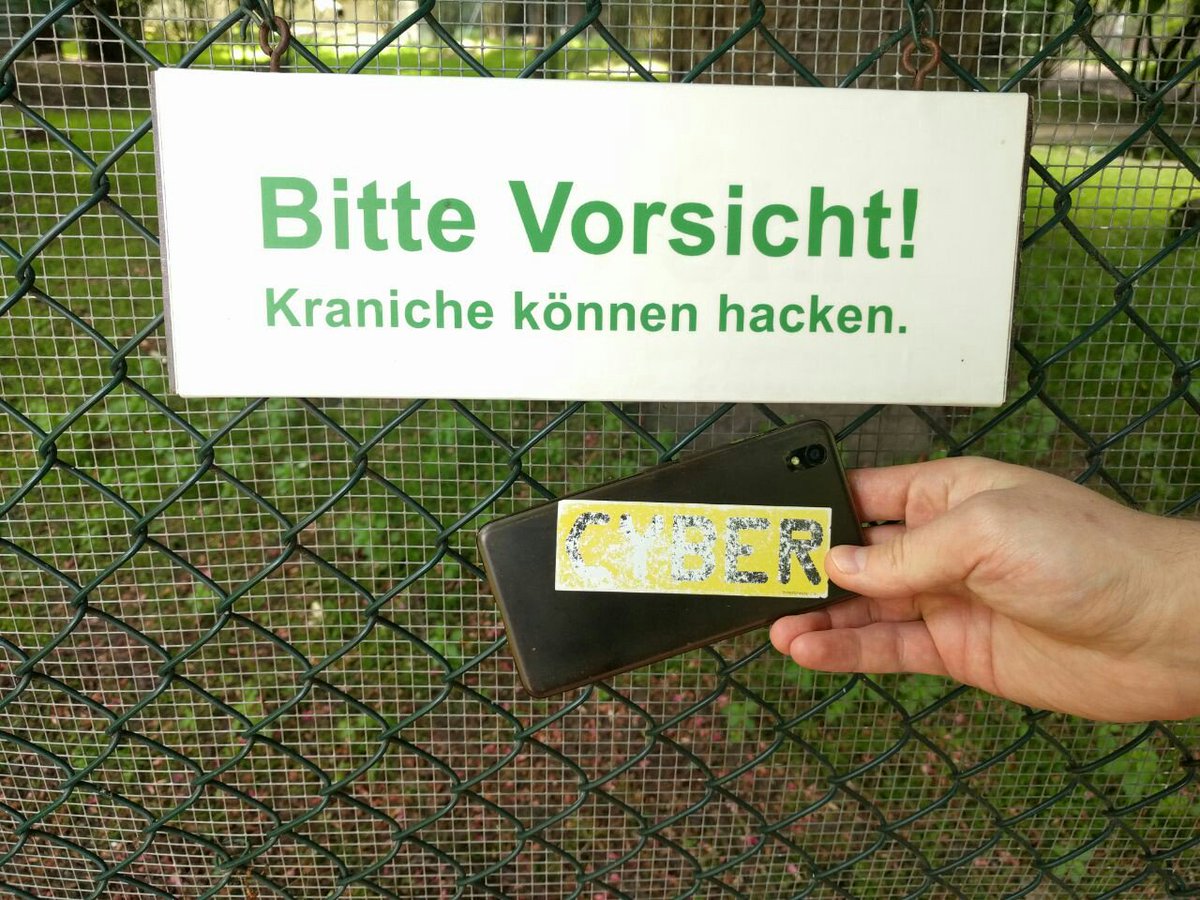 Bitte Vorsicht!
Kraniche können hacken.
CYBER